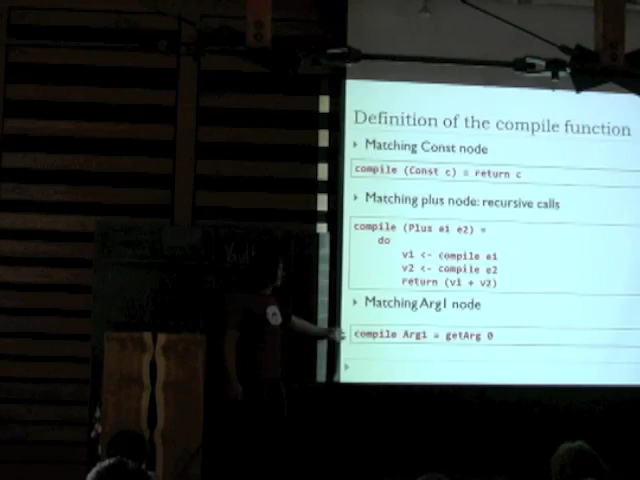 Definition of the compile function
Matching Const node
compile (Const c) = return c
Matching plus node: recursive calls
compile (Plus e1 e2) =
do
v1 <- compile e1
v2 <- compile e2
return (v1 + v2)
Matching Arg1 node
compile Arg1 = getArg 0